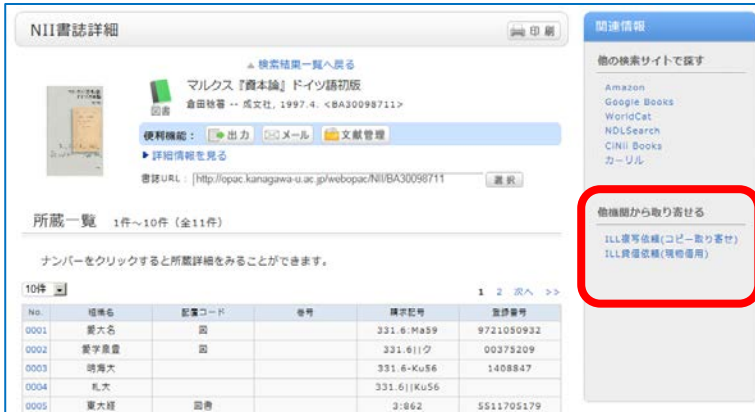 NII書誌詳細
印刷
検索結果一覧へ戻る
マルクス『資本論』ドイツ語初版
図書
倉田稔著 -- 成文社, 1997.4. <BA30098711>
便利機能： 出力 メール 文献管理
詳細情報を見る
書誌URL： http://opac.kanagawa-u.ac.jp/webopac/NII/BA30098711 選択
所蔵一覧 1件～10件（全11件）
ナンバーをクリックすると所蔵詳細をみることができます。
10件
1 2 次へ >>
No. 組織名 配置コード 巻号 請求記号 登録番号
0001 愛大名 図 331.6:Ma59 9721050932
0002 愛学泉豊 図 331.6||ク 00375209
0003 明海大 331.6-Ku56 1408847
0004 札大 331.6||Ku56
0005 東大経 図書 3:862 5511705179
関連情報
他の検索サイトで探す
Amazon
Google Books
WorldCat
NDLSearch
CiNii Books
カーリル
他機関から取り寄せる
ILL複写依頼(コピー取り寄せ)
ILL貸借依頼(現物借用)